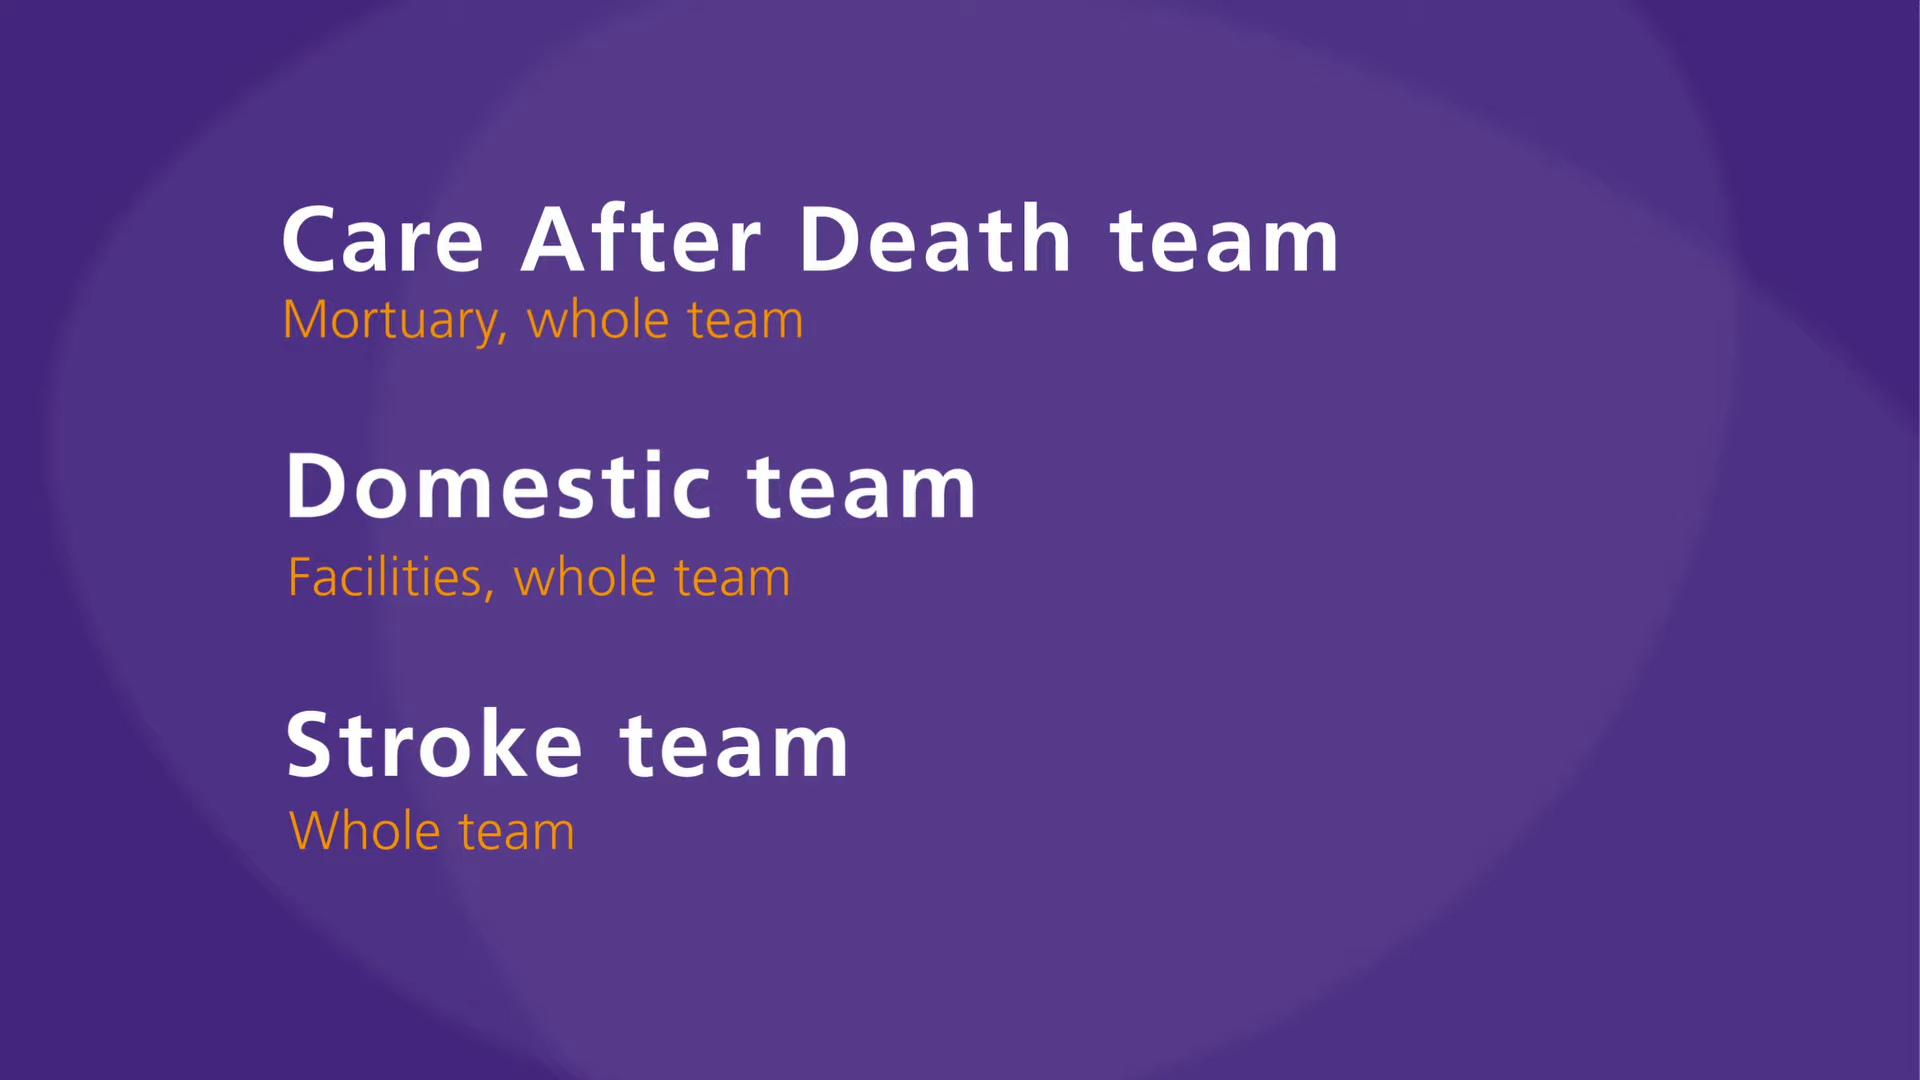 Care After Death team
Mortuary, whole team
Domestic team
Facilities, whole team
Stroke team
Whole team